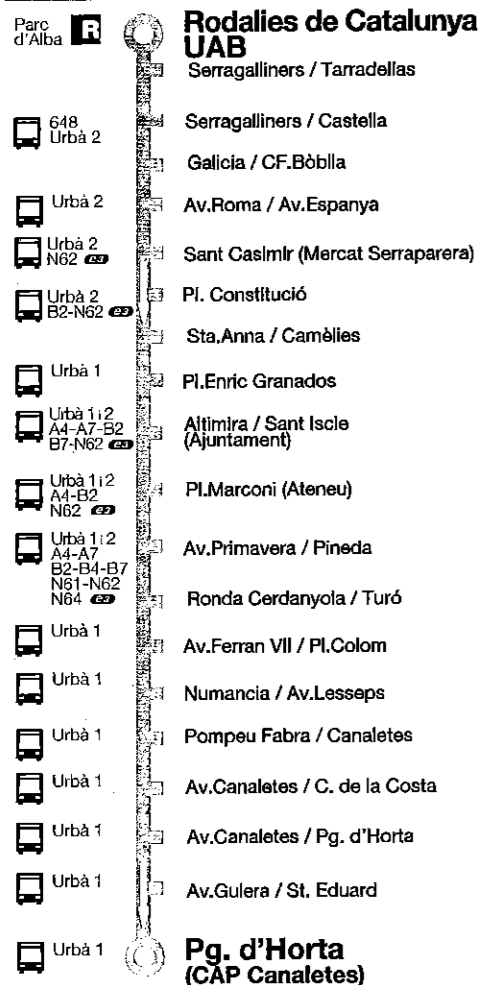 Parc
d'Alba R
Rodalies de Catalunya
UAB
Serragalliners / Tarradellas
648
Urbà 2
Serragalliners / Castella
Galicia / CF.Bòblla
Urbà 2
Av.Roma / Av.Espanya
Urbà 2
N62 ea
Sant Casimir (Mercat Serraparera)
Urbà 2
B2-N62 ea
Pl. Constitució
Sta.Anna / Camèlies
Urbà 1
Pl.Enric Granados
Urbà 1 i 2
A4-A7-B2
B7-N62 ea
Altimira / Sant Iscle
(Ajuntament)
Urbà 1 i 2
A4-B2
N62 ea
Pl.Marconi (Ateneu)
Urbà 1 i 2
A4-A7
B2-B4-B7
N61-N62
N64 ea
Av.Primavera / Pineda
Ronda Cerdanyola / Turó
Urbà 1
Av.Ferran VII / Pl.Colom
Urbà 1
Numancia / Av.Lesseps
Urbà 1
Pompeu Fabra / Canaletes
Urbà 1
Av.Canaletes / C. de la Costa
Urbà 1
Av.Canaletes / Pg. d'Horta
Urbà 1
Av.Gulera / St. Eduard
Urbà 1
Pg. d'Horta
(CAP Canaletes)